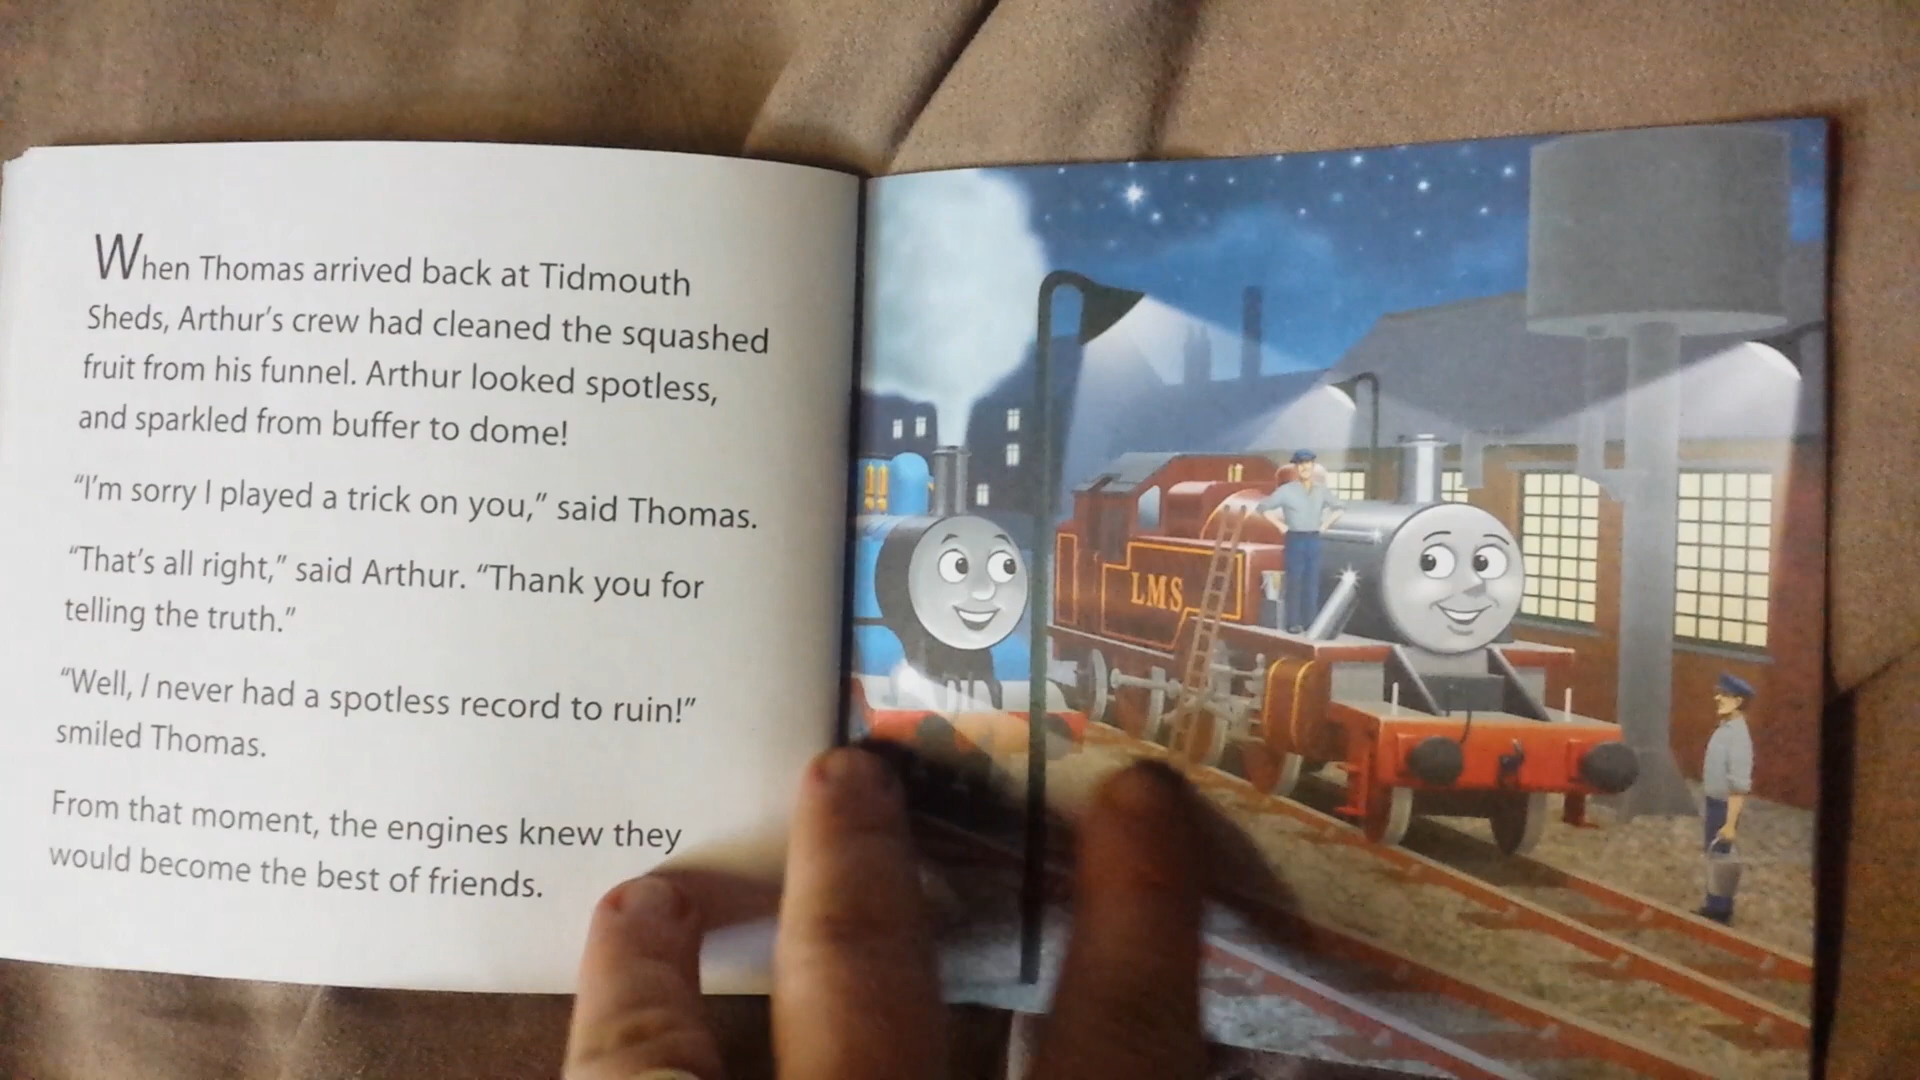 When Thomas arrived back at Tidmouth
Sheds, Arthur's crew had cleaned the squashed
fruit from his funnel. Arthur looked spotless,
and sparkled from buffer to dome!
“I'm sorry I played a trick on you,” said Thomas.
“That's all right,” said Arthur. “Thank you for
telling the truth.”
“Well, I never had a spotless record to ruin!”
smiled Thomas.
From that moment, the engines knew they
would become the best of friends.
LMS